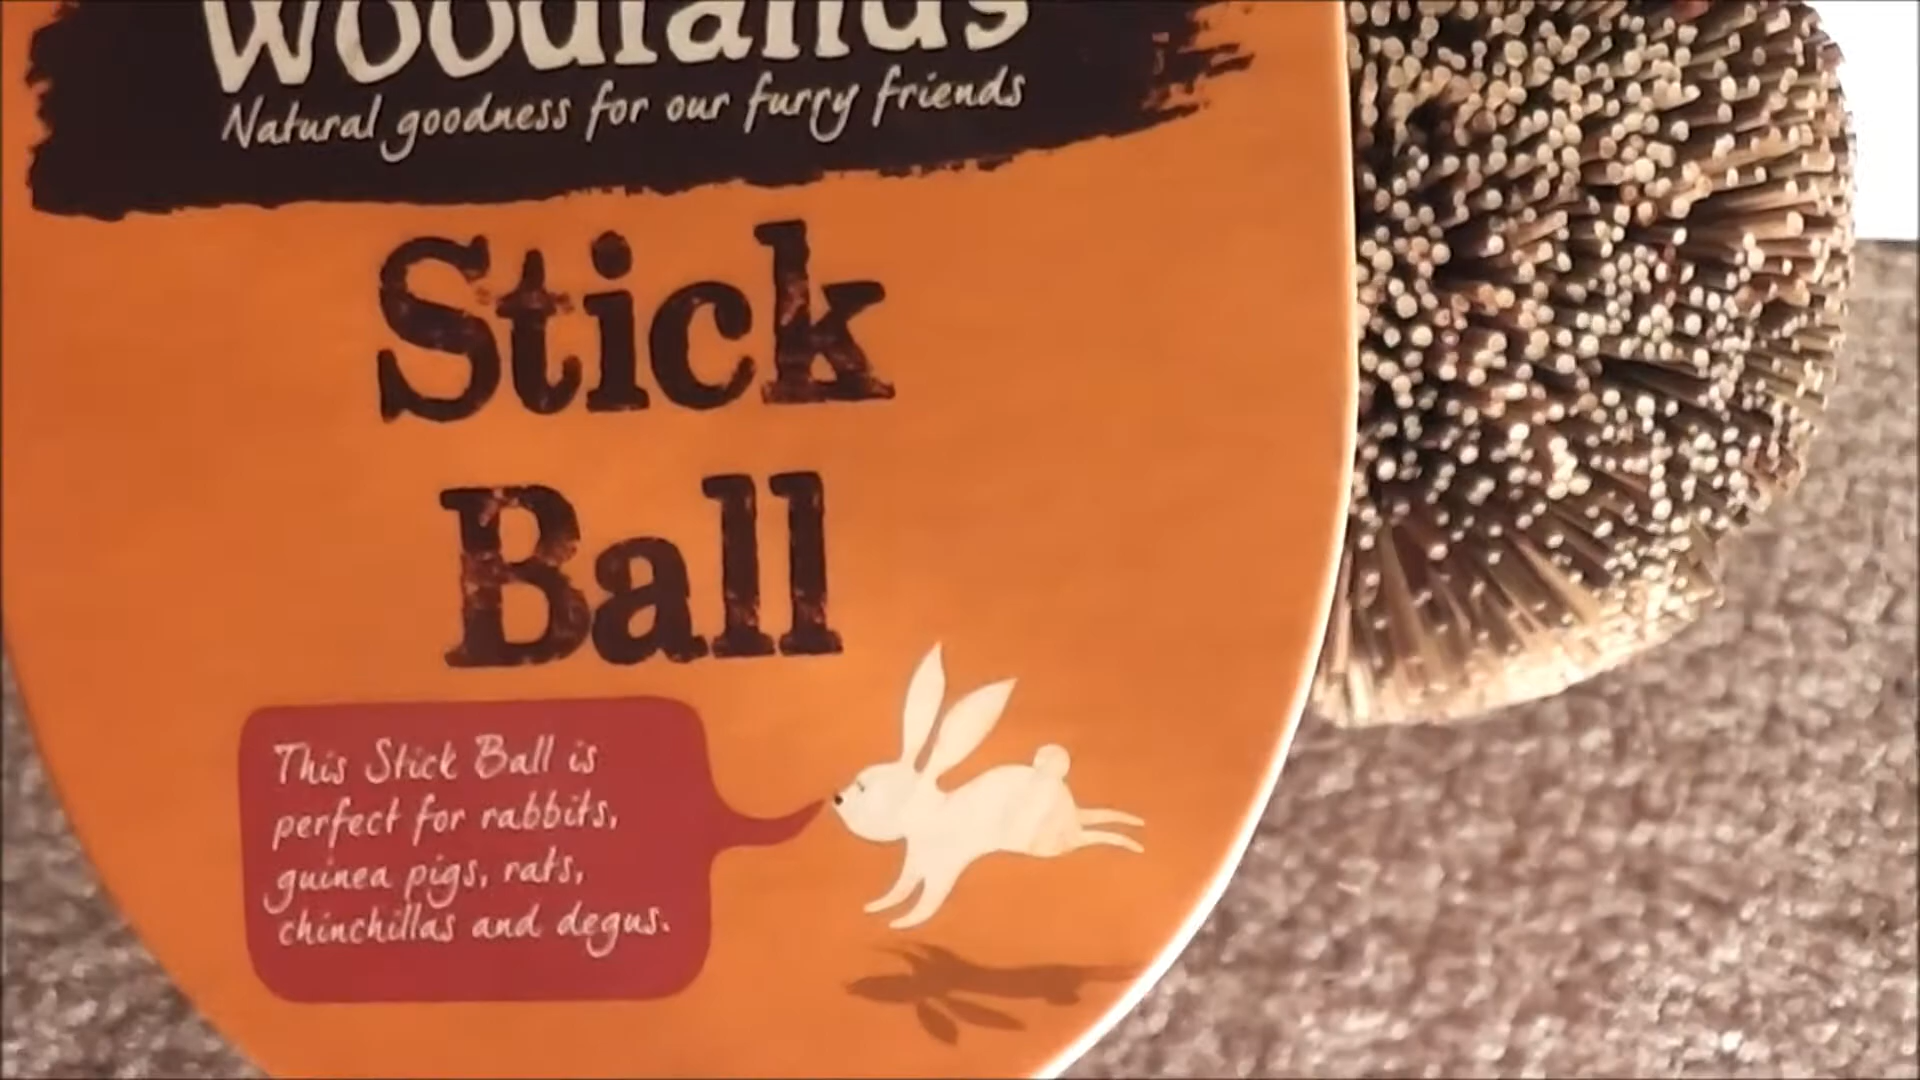 Woodlands
Natural goodness for our furry friends
Stick
Ball
This Stick Ball is
perfect for rabbits,
guinea pigs, rats,
chinchillas and degus.